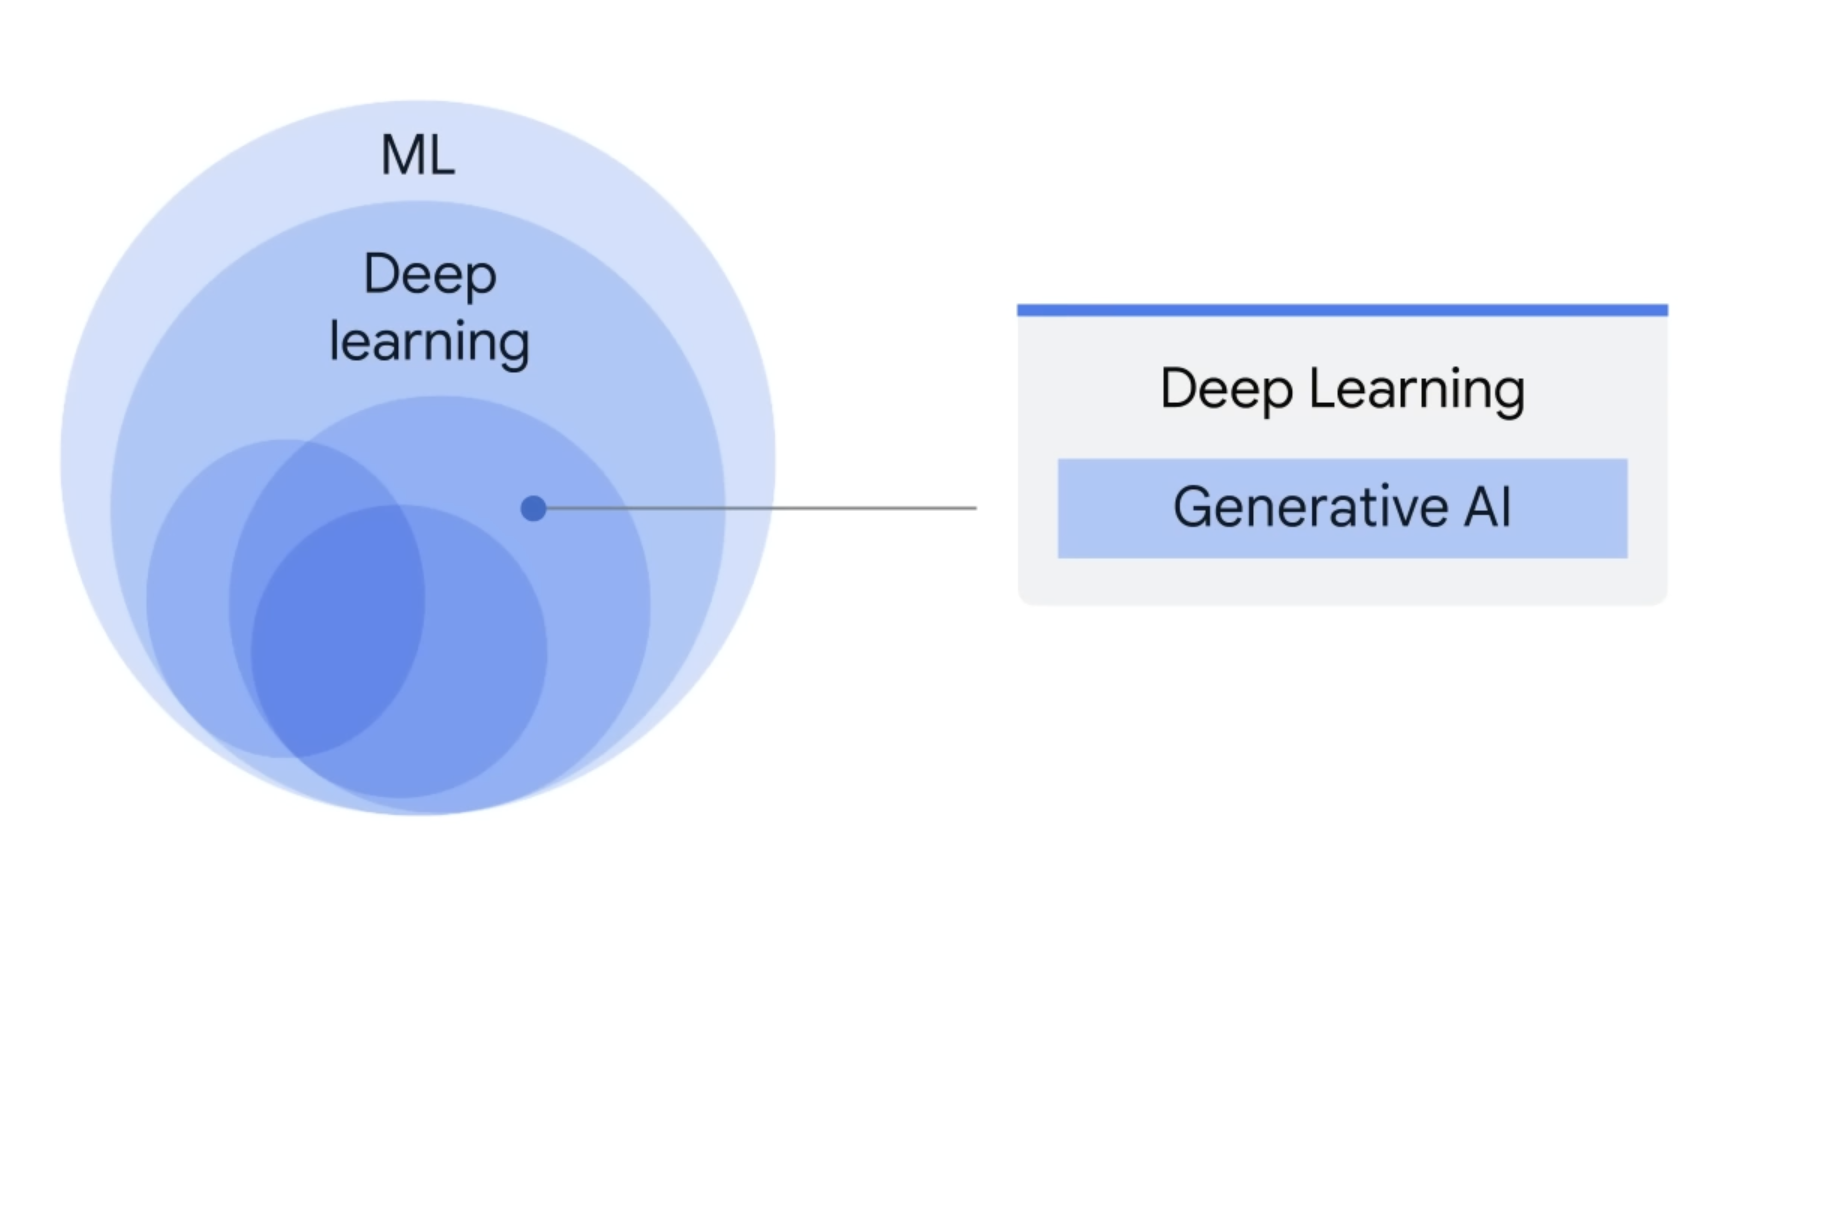 ML
Deep
learning
Deep Learning
Generative AI